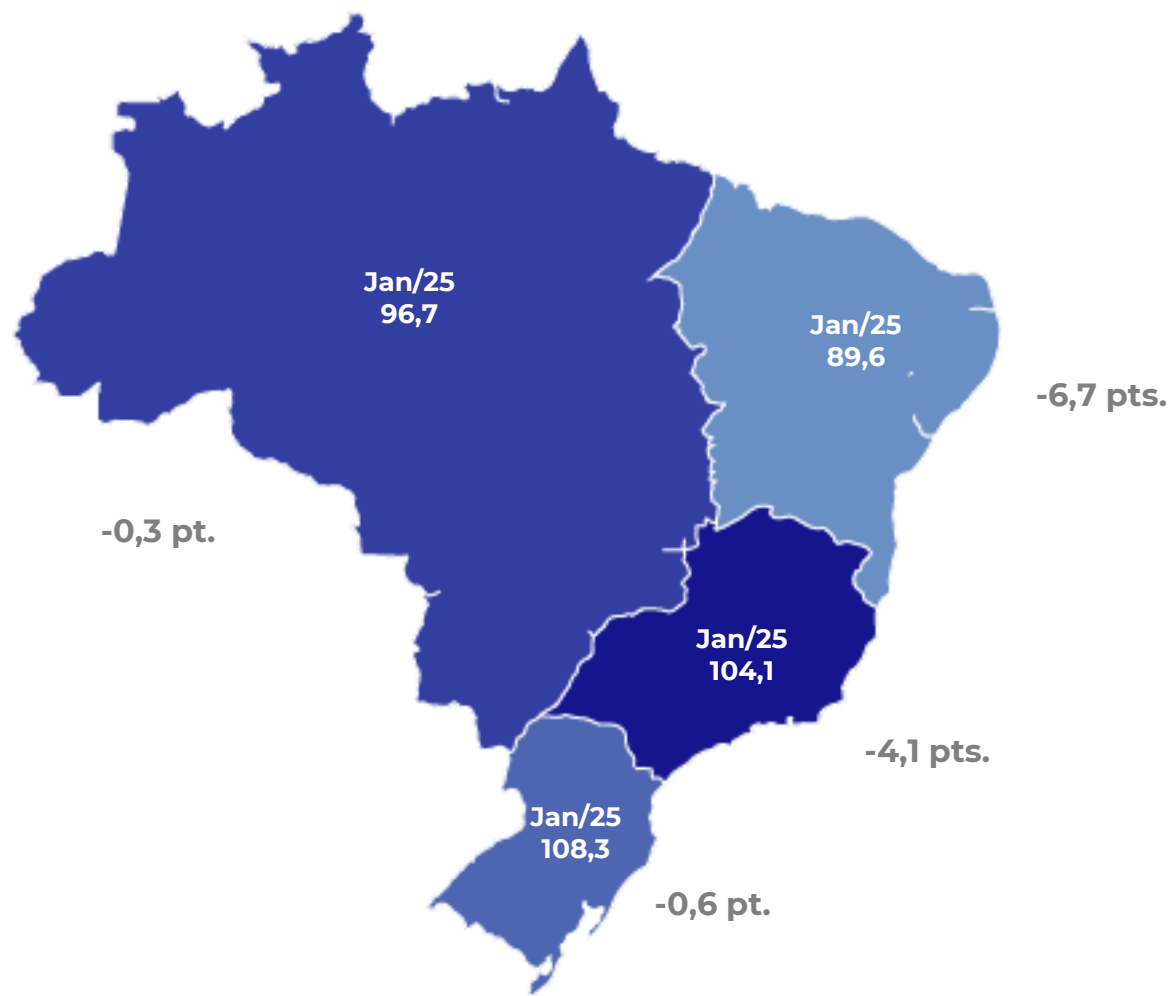 Jan/25
96,7
Jan/25
89,6
-6,7 pts.
-0,3 pt.
Jan/25
104,1
-4,1 pts.
Jan/25
108,3
-0,6 pt.